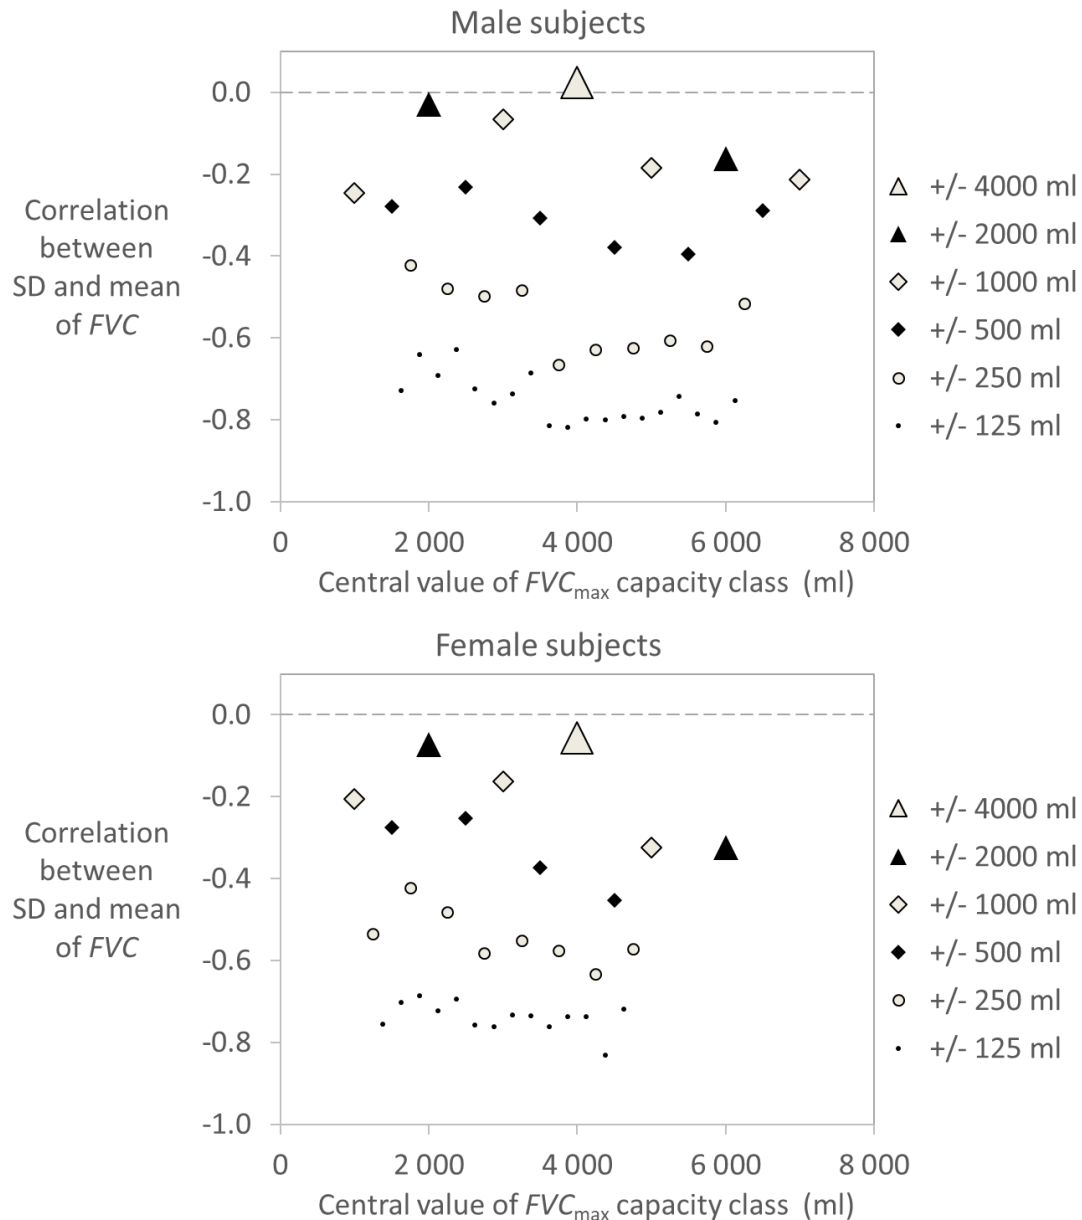 Male subjects
0.0
-0.2
-0.4
-0.6
-0.8
-1.0
Correlation
between
SD and mean
of FVC
0 2 000 4 000 6 000 8 000
Central value of FVCmax capacity class (ml)
+/- 4000 ml
+/- 2000 ml
+/- 1000 ml
+/- 500 ml
+/- 250 ml
+/- 125 ml
Female subjects
0.0
-0.2
-0.4
-0.6
-0.8
-1.0
Correlation
between
SD and mean
of FVC
0 2 000 4 000 6 000 8 000
Central value of FVCmax capacity class (ml)
+/- 4000 ml
+/- 2000 ml
+/- 1000 ml
+/- 500 ml
+/- 250 ml
+/- 125 ml